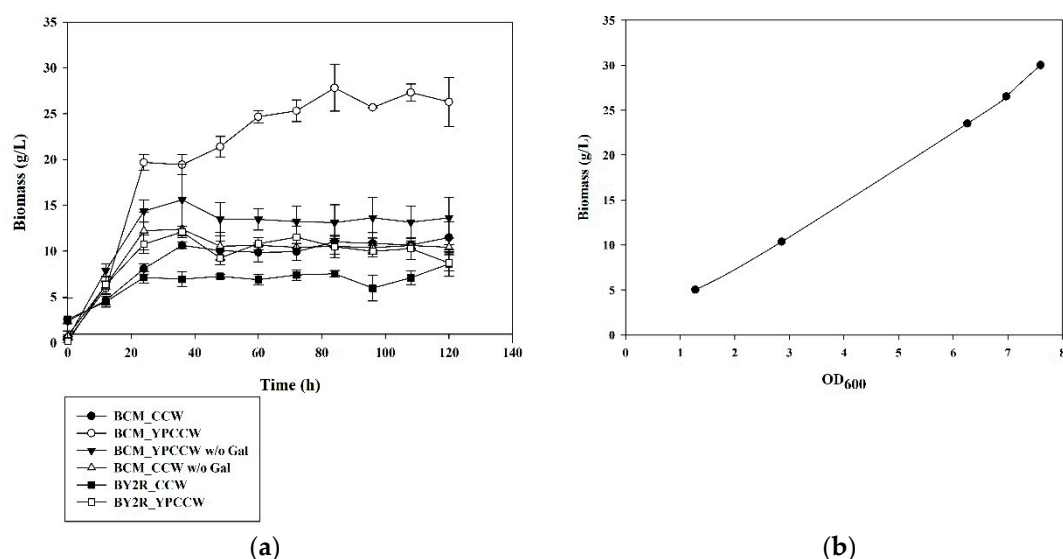 35
30
25
20
15
10
5
0
Biomass (g/L)
0 20 40 60 80 100 120 140
Time (h)
BCM_CCW
BCM_YPCCW
BCM_YPCCW w/o Gal
BCM_CCW w/o Gal
BY2R_CCW
BY2R_YPCCW
(a)
35
30
25
20
15
10
5
0
Biomass (g/L)
0 1 2 3 4 5 6 7 8
OD600
(b)